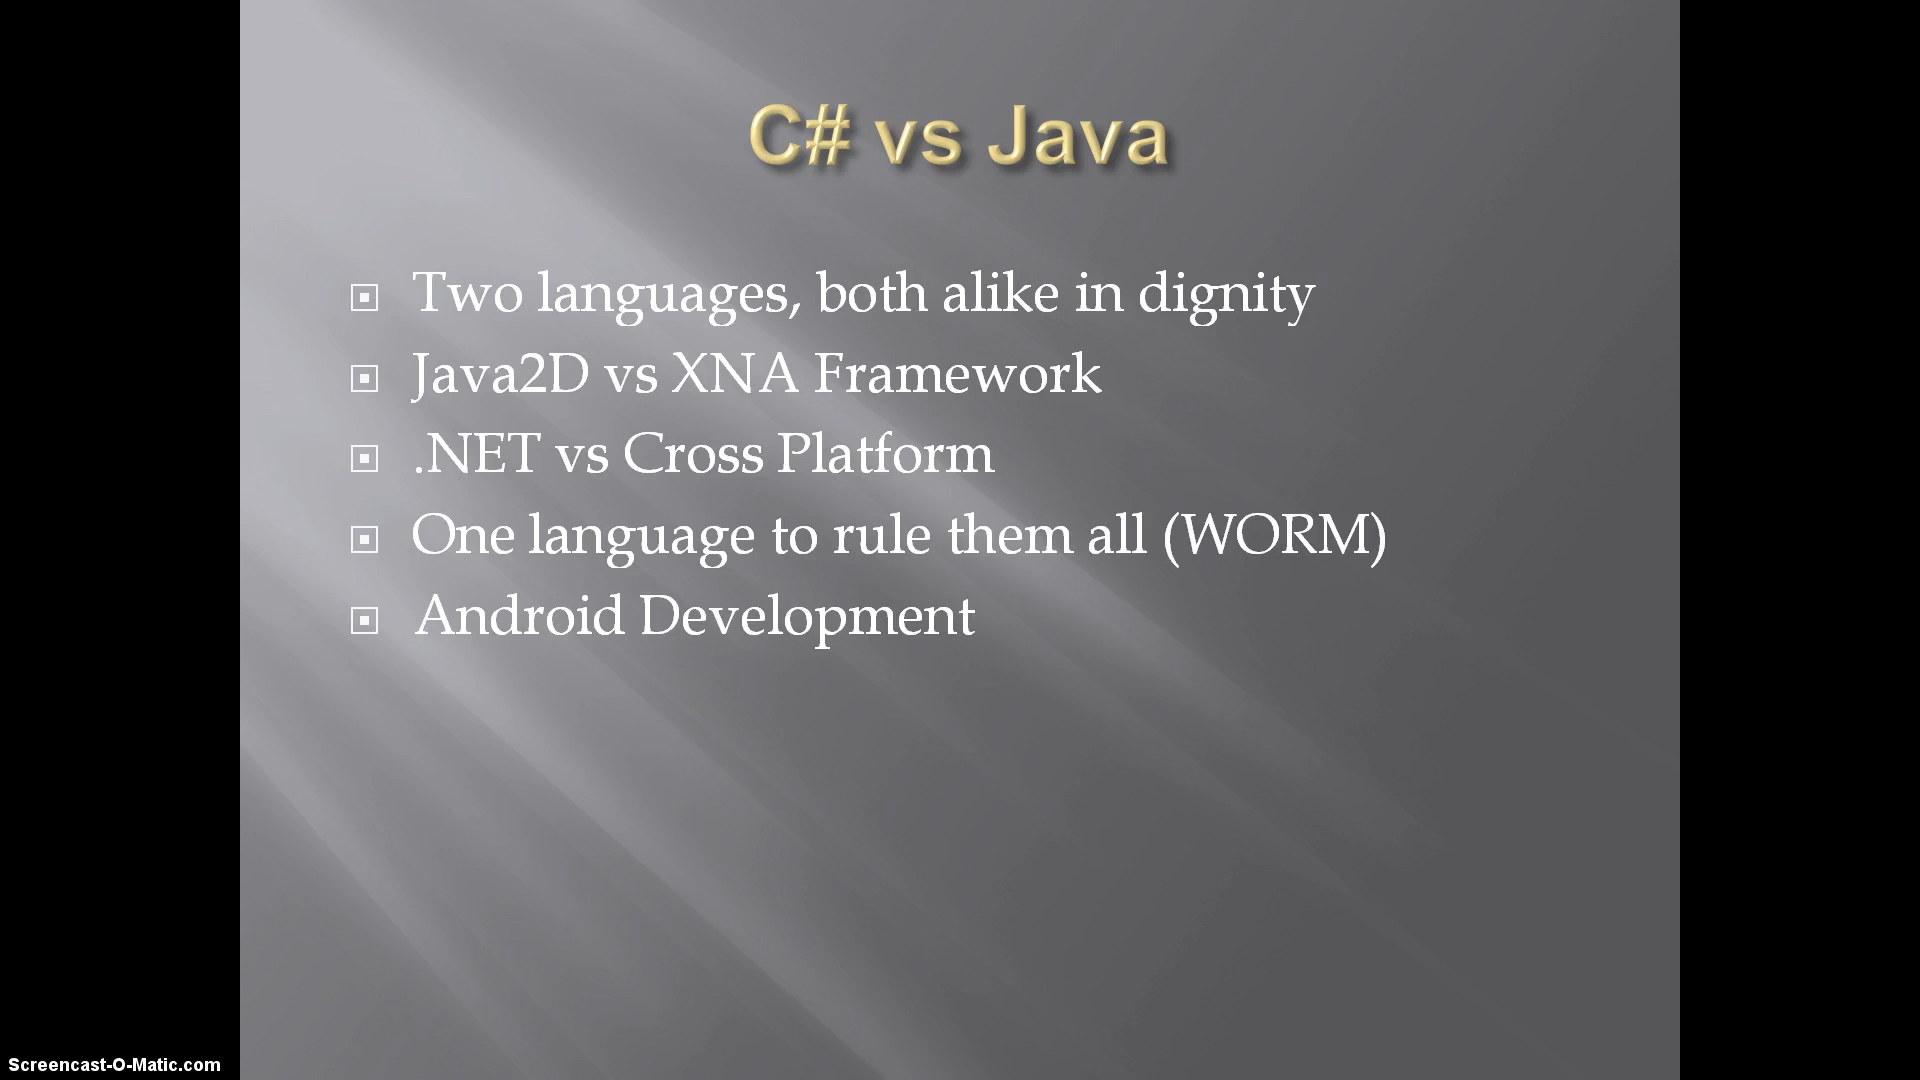 C# vs Java
Two languages, both alike in dignity
Java2D vs XNA Framework
.NET vs Cross Platform
One language to rule them all (WORM)
Android Development
Screencast-O-Matic.com